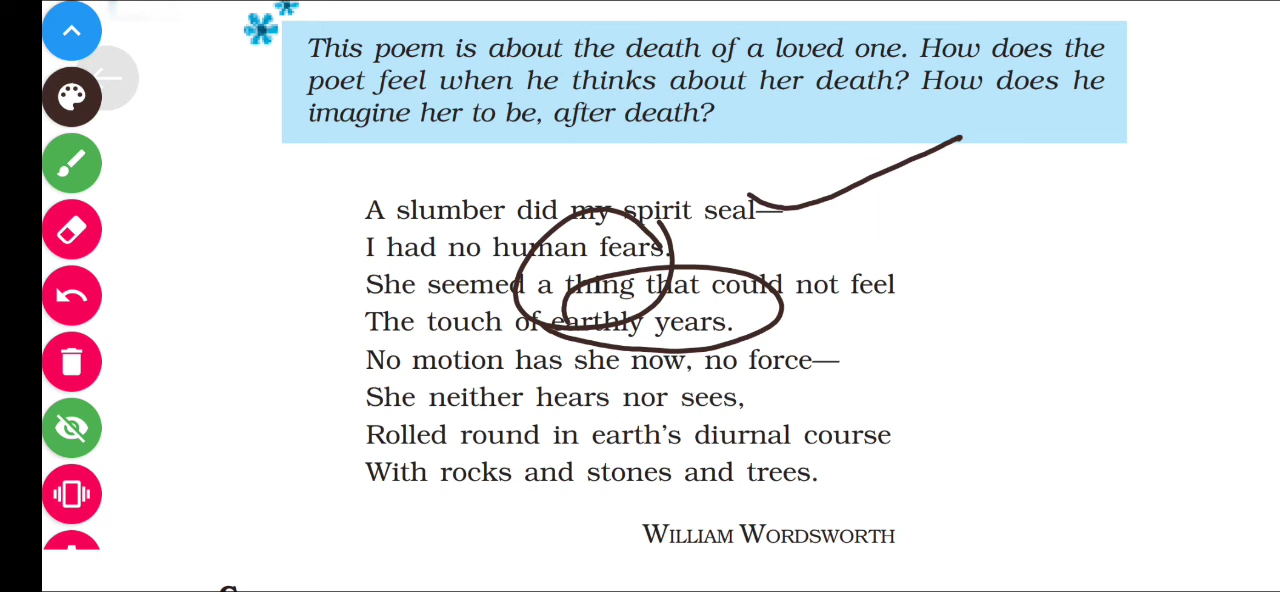 This poem is about the death of a loved one. How does the
poet feel when he thinks about her death? How does he
imagine her to be, after death?
A slumber did my spirit seal—
I had no human fears.
She seemed a thing that could not feel
The touch of earthly years.
No motion has she now, no force—
She neither hears nor sees,
Rolled round in earth's diurnal course
With rocks and stones and trees.
WILLIAM WORDSWORTH